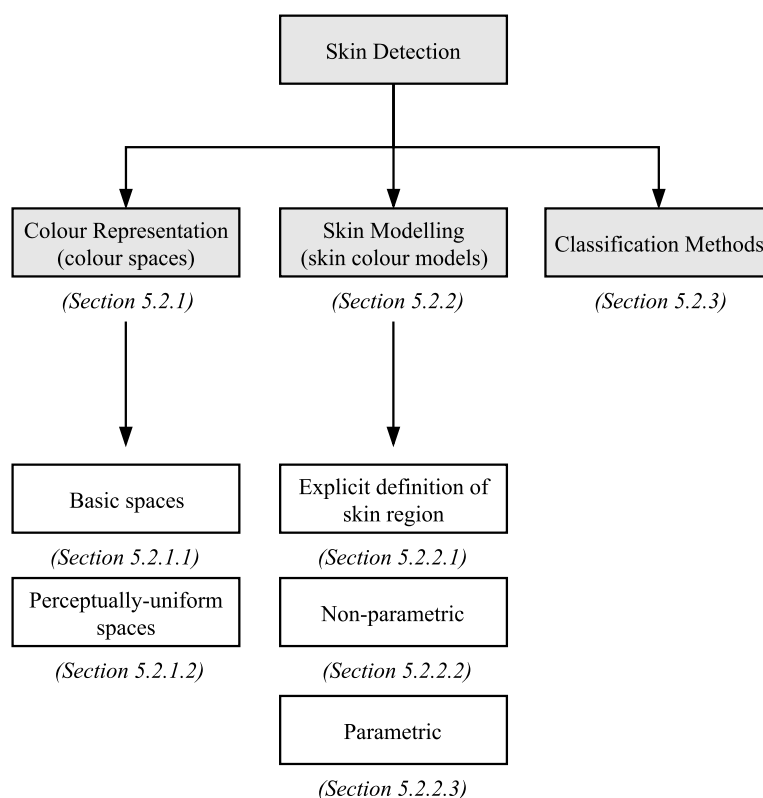 Skin Detection
Colour Representation
(colour spaces)
(Section 5.2.1)
Skin Modelling
(skin colour models)
(Section 5.2.2)
Classification Methods
(Section 5.2.3)
Basic spaces
(Section 5.2.1.1)
Perceptually-uniform
spaces
(Section 5.2.1.2)
Explicit definition of
skin region
(Section 5.2.2.1)
Non-parametric
(Section 5.2.2.2)
Parametric
(Section 5.2.2.3)